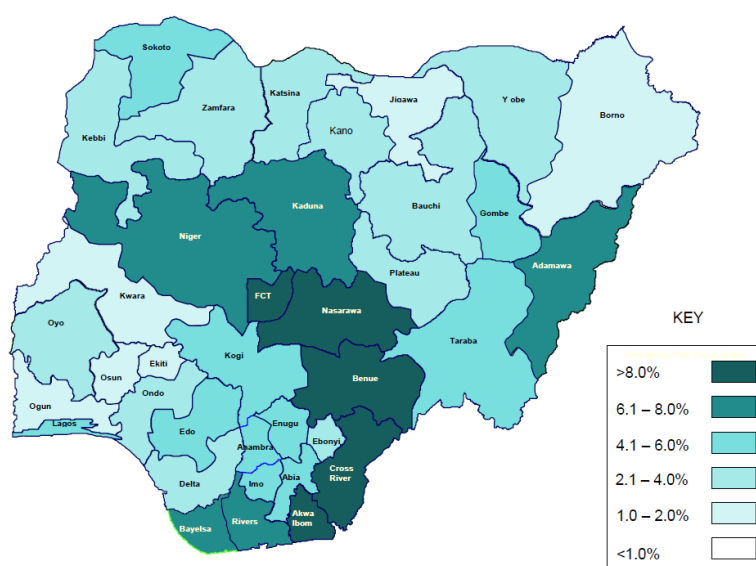 Sokoto
Katsina
Jioawa
Y obe
Borno
Zamfara
Kano
Kebbi
Bauchi
Kaduna
Gombe
Niger
Adamawa
Plateau
FCT
Kwara
Nasarawa
KEY
Oyo
Taraba
Kogi
Ekiti
Osun
Benue
>8.0%
Ondo
Ogun
6.1 – 8.0%
Lagos
Enugu
Edo
Ebonyi
4.1 – 6.0%
Anambra
Cross
River
Delta
Imo
Abia
2.1 – 4.0%
Akwa
Ibom
Bayelsa
Rivers
1.0 – 2.0%
<1.0%